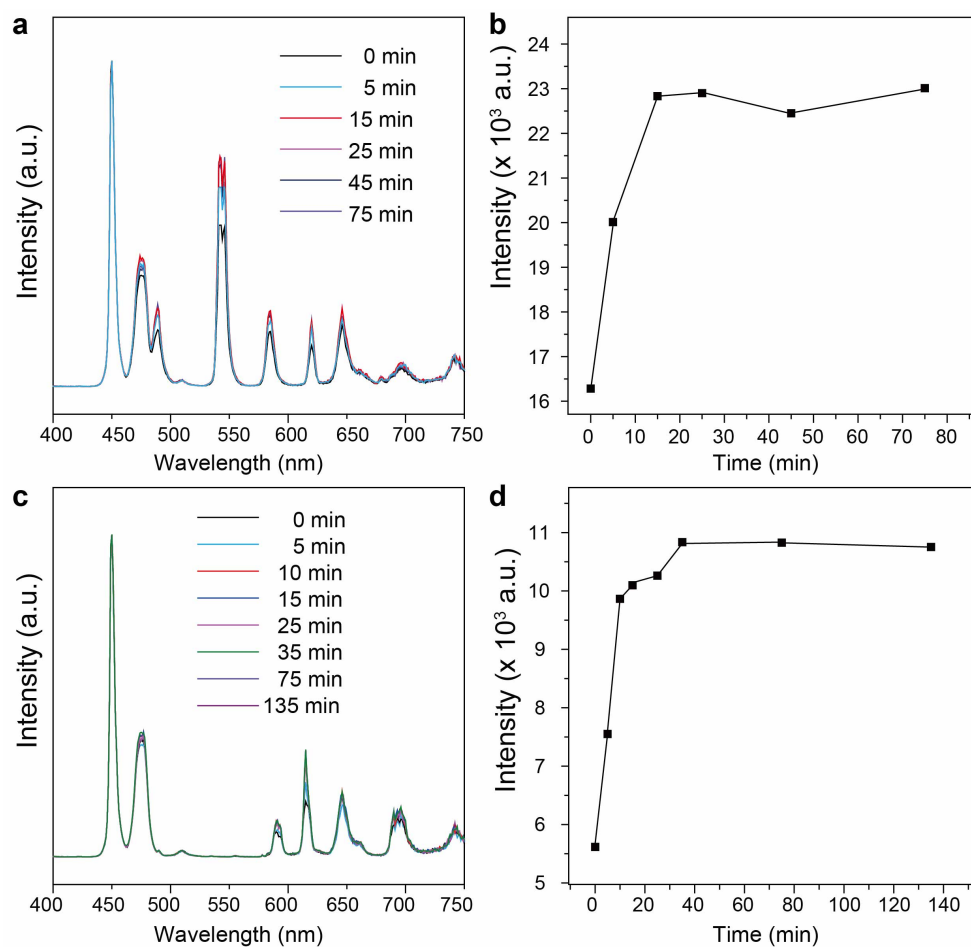 a
0 min
5 min
15 min
25 min
45 min
75 min
Intensity (a.u.)
400 450 500 550 600 650 700 750
Wavelength (nm)
b
24
23
22
21
20
19
18
17
16
Intensity (x 10³ a.u.)
0 10 20 30 40 50 60 70 80
Time (min)
c
0 min
5 min
10 min
15 min
25 min
35 min
75 min
135 min
Intensity (a.u.)
400 450 500 550 600 650 700 750
Wavelength (nm)
d
11
10
9
8
7
6
5
Intensity (x 10³ a.u.)
0 20 40 60 80 100 120 140
Time (min)